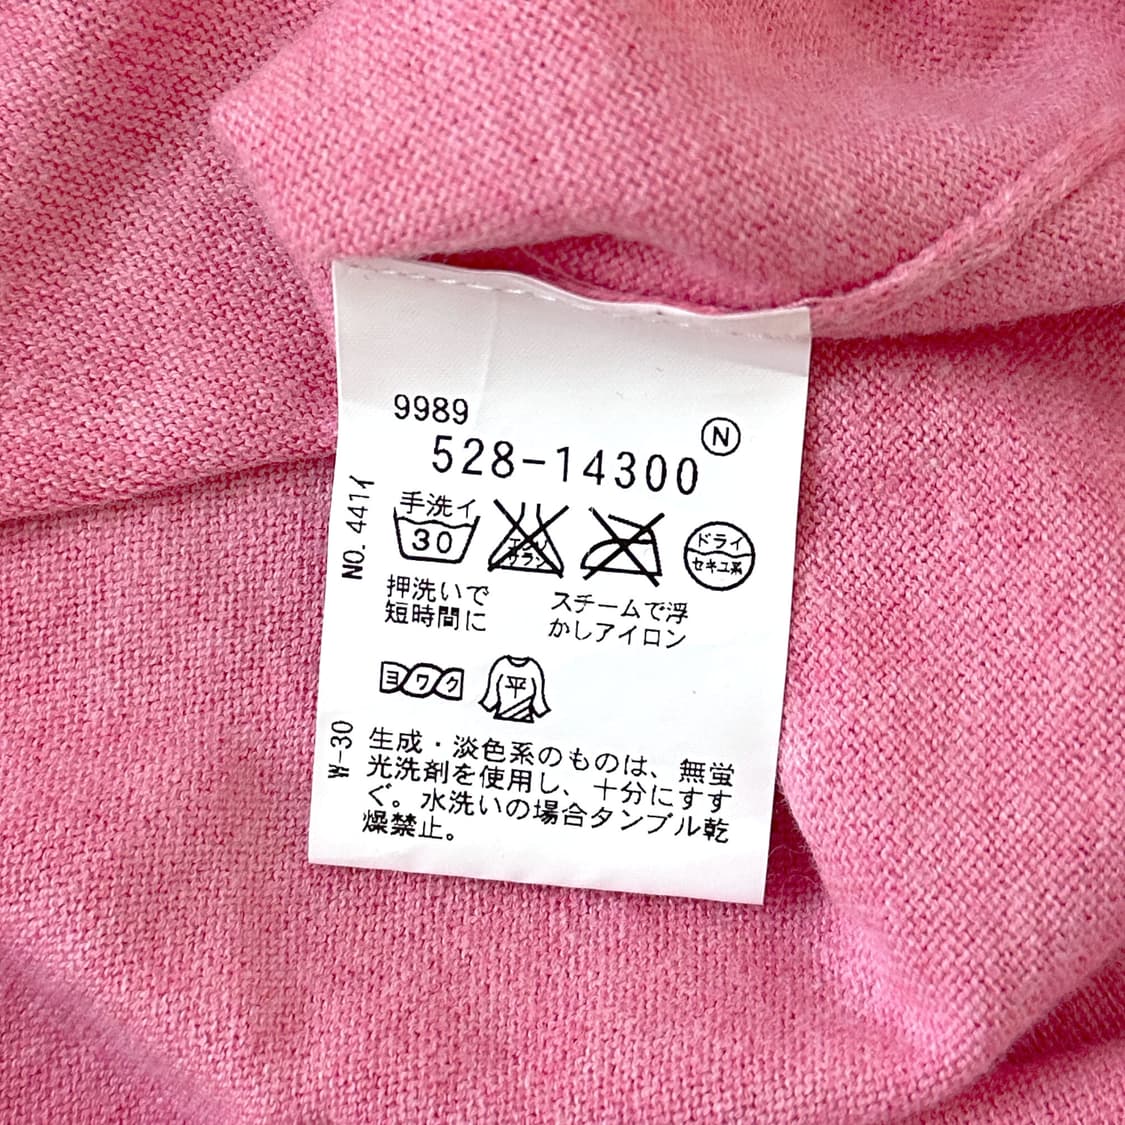 9989
Ⓝ
528-14300
NO. 441イ
手洗イ
30
エンソ
サラシ
ドライ
セキユ系
押洗いで
短時間に
スチームで浮
かしアイロン
ヨワク
平
W-30
生成・淡色系のものは、無蛍
光洗剤を使用し、十分にすす
ぐ。水洗いの場合タンブル乾
燥禁止。